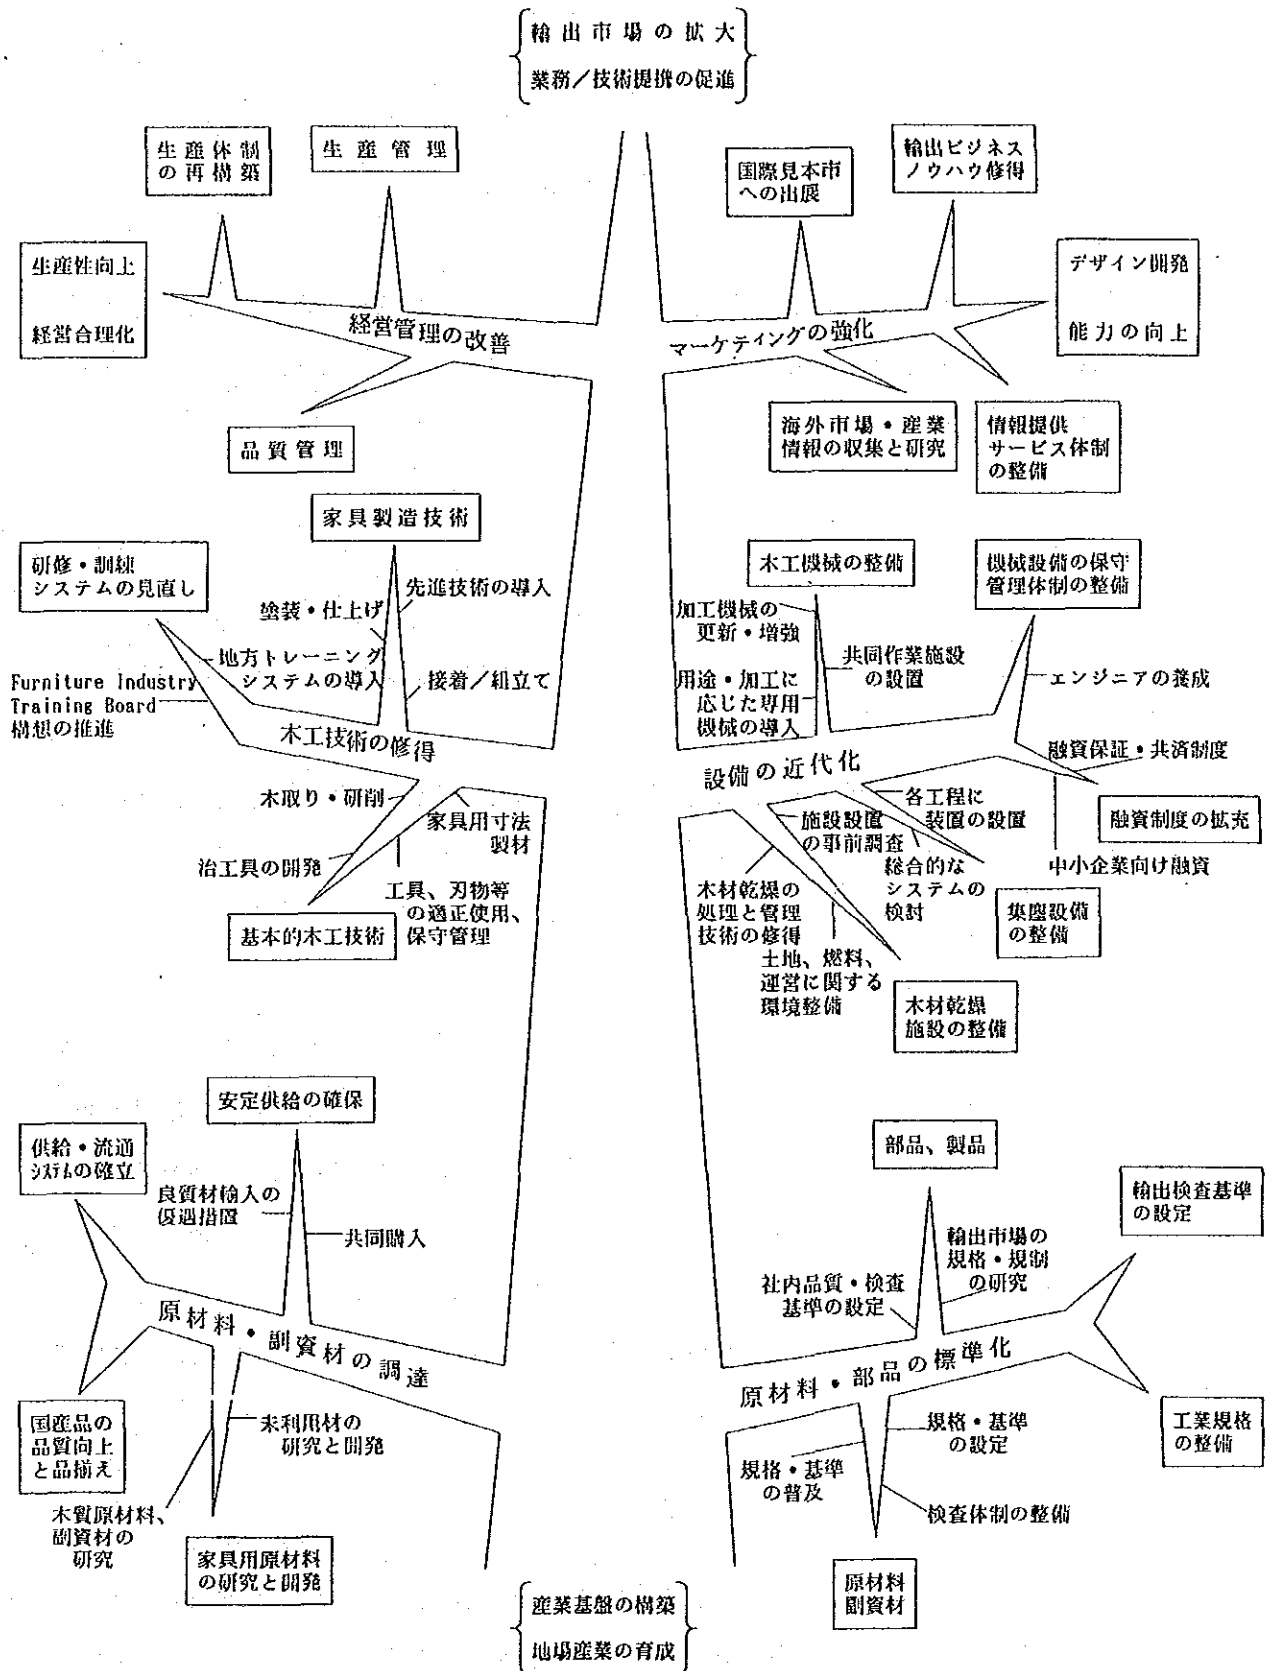 輸出市場の拡大
業務／技術提携の促進
生産体制
の再構築
生産管理
国際見本市
への出展
輸出ビジネス
ノウハウ修得
生産性向上
経営合理化
デザイン開発
能力の向上
経営管理の改善
マーケティングの強化
品質管理
海外市場・産業
情報の収集と研究
情報提供
サービス体制
の整備
家具製造技術
研修・訓練
システムの見直し
先進技術の導入
塗装・仕上げ
地方トレーニング
システムの導入
接着／組立て
Furniture Industry
Training Board
構想の推進
木工技術の修得
木取り・研削
家具用寸法
製材
治工具の開発
工具、刃物等
の適正使用、
保守管理
基本的木工技術
木工機械の整備
機械設備の保守
管理体制の整備
加工機械の
更新・増強
共同作業施設
の設置
用途・加工に
応じた専用
機械の導入
エンジニアの養成
設備の近代化
融資保証・共済制度
融資制度の拡充
中小企業向け融資
各工程に
装置の設置
施設設置
の事前調査
総合的な
システムの
検討
集塵設備
の整備
木材乾燥の
処理と管理
技術の修得
土地、燃料、
運営に関する
環境整備
木材乾燥
施設の整備
安定供給の確保
供給・流通
システムの確立
良質材輸入の
優遇措置
共同購入
原材料・副資材の調達
国産品の
品質向上
と品揃え
未利用材の
研究と開発
木質原材料、
副資材の
研究
家具用原材料
の研究と開発
部品、製品
輸出検査基準
の設定
輸出市場の
規格・規制
の研究
社内品質・検査
基準の設定
原材料・部品の標準化
工業規格
の整備
規格・基準
の設定
規格・基準
の普及
検査体制の整備
原材料
副資材
産業基盤の構築
地場産業の育成